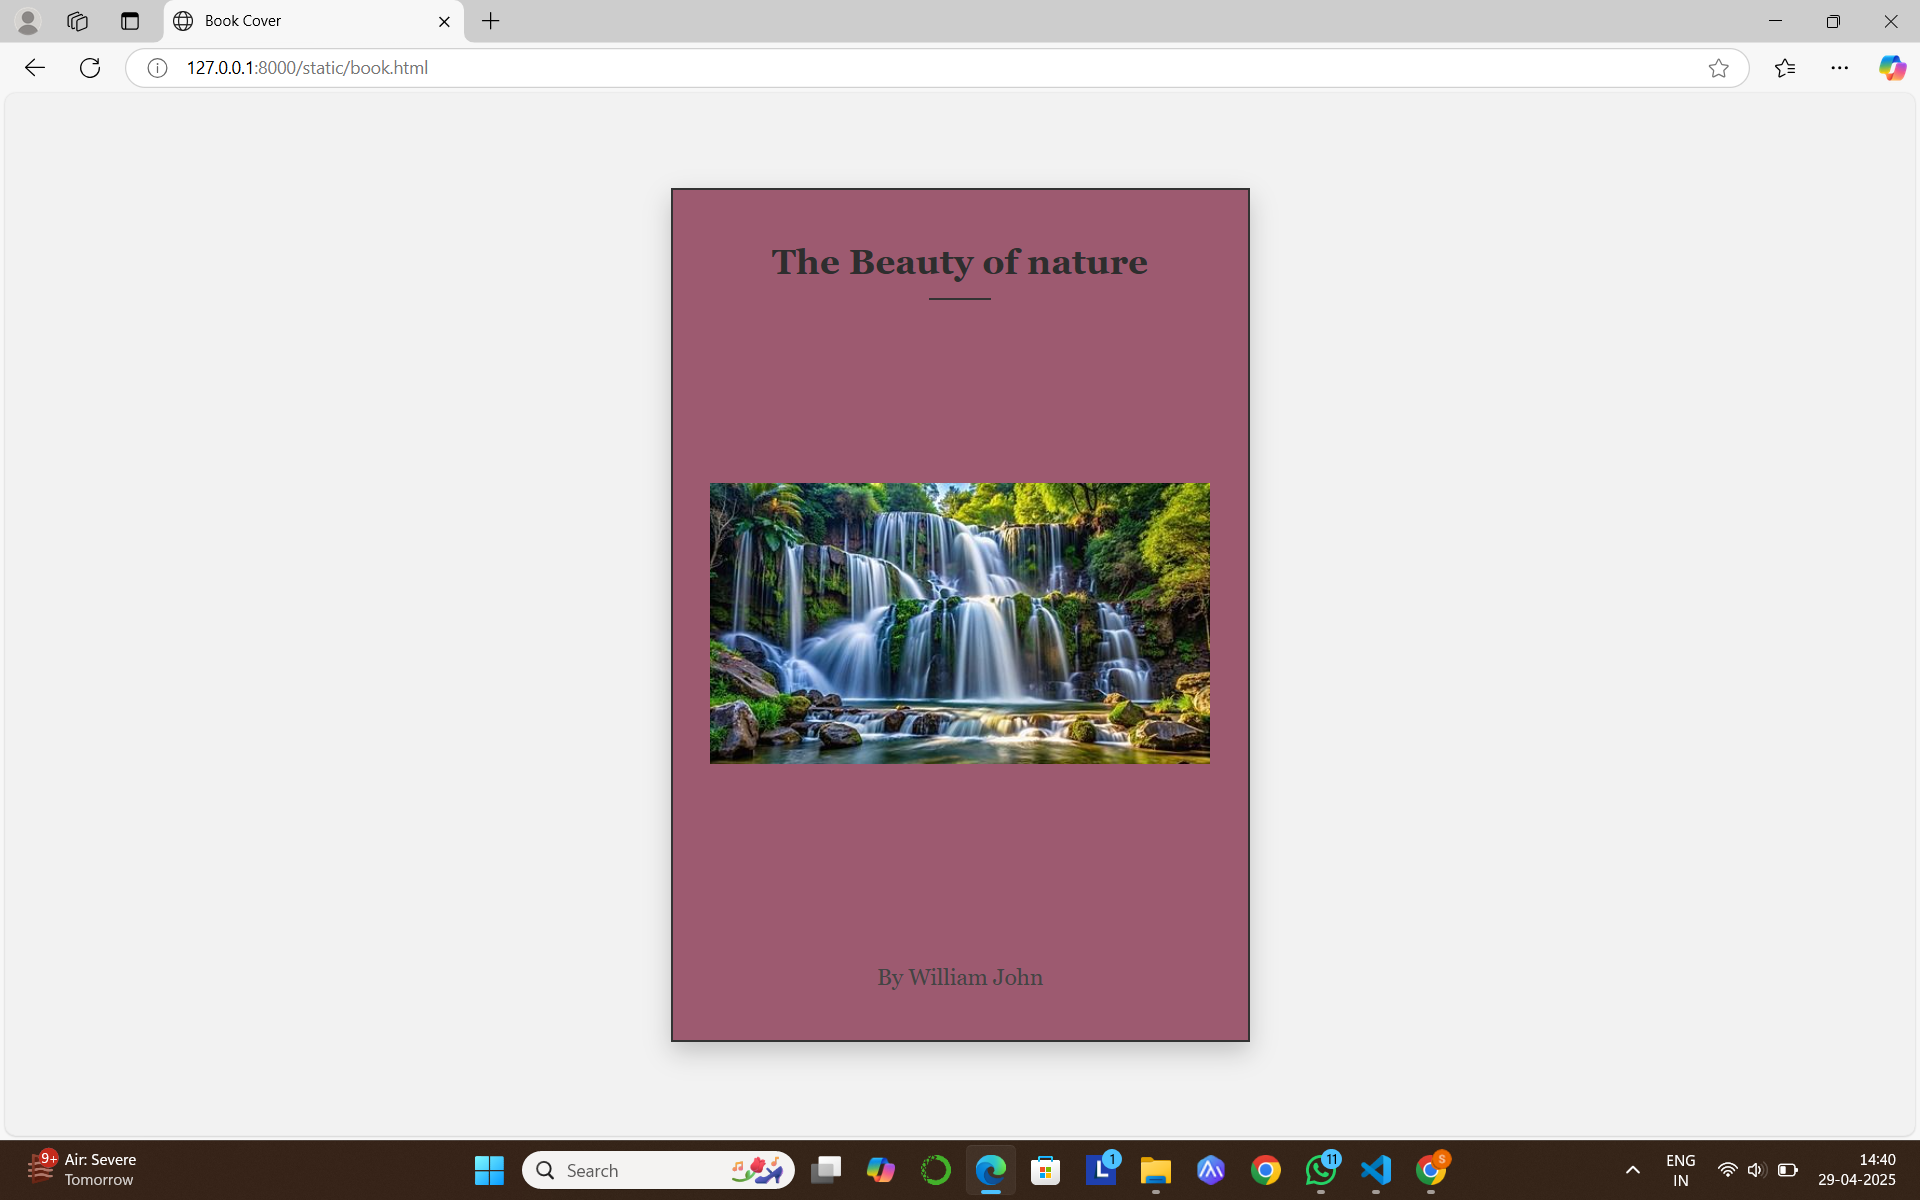 Book Cover
127.0.0.1:8000/static/book.html
The Beauty of nature
By William John
9+
Air: Severe
Tomorrow
Search
L
1
11
S
ENG
IN
14:40
29-04-2025